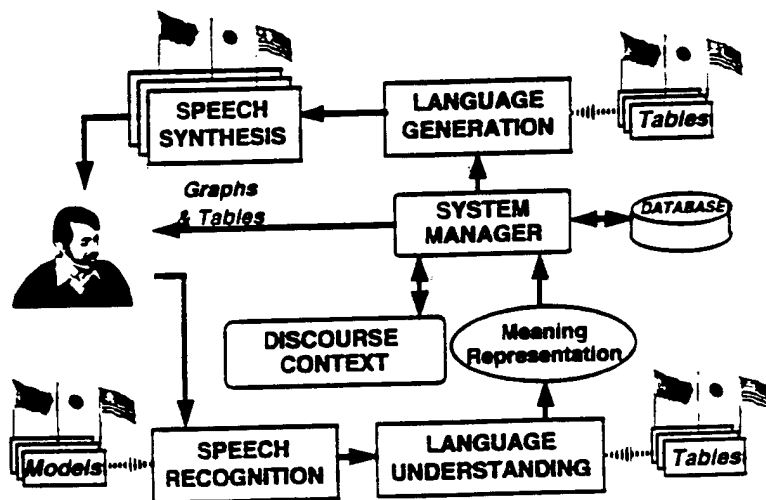 SPEECH
SYNTHESIS
LANGUAGE
GENERATION
Tables
Graphs
& Tables
SYSTEM
MANAGER
DATABASE
DISCOURSE
CONTEXT
Meaning
Representation
Models
SPEECH
RECOGNITION
LANGUAGE
UNDERSTANDING
Tables